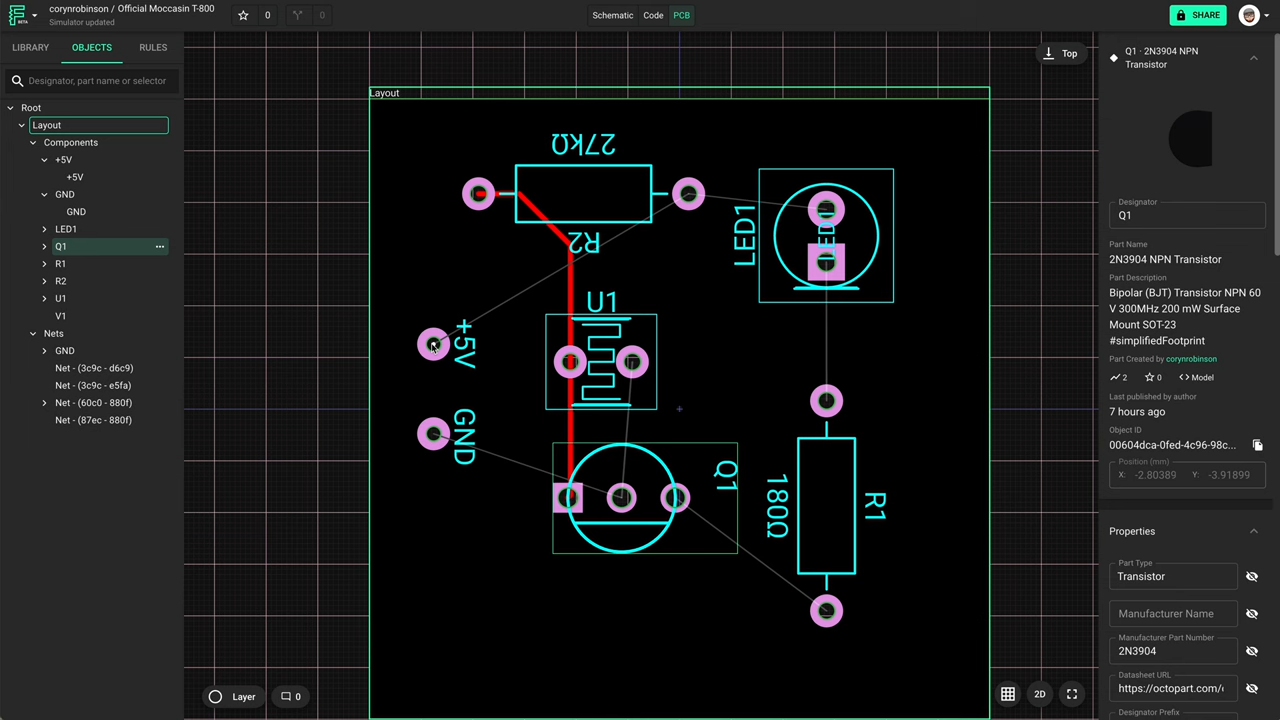 corynrobinson / Official Moccasin T-800
BETA
Simulator updated
0
0
Schematic
Code
PCB
SHARE
LIBRARY
OBJECTS
RULES
Designator, part name or selector
Root
Layout
Components
+5V
+5V
GND
GND
LED1
Q1
R1
R2
U1
V1
Nets
GND
Net - (3c9c - d6c9)
Net - (3c9c - e5fa)
Net - (60c0 - 880f)
Net - (87ec - 880f)
Top
Layout
27kΩ
R2
LED1
LED1
U1
+5V
GND
Q1
180Ω
R1
Layer
0
2D
Q1 · 2N3904 NPN
Transistor
Designator
Q1
Part Name
2N3904 NPN Transistor
Part Description
Bipolar (BJT) Transistor NPN 60
V 300MHz 200 mW Surface
Mount SOT-23
#simplifiedFootprint
Part Created by corynrobinson
2
0
Model
Last published by author
7 hours ago
Object ID
00604dca-0fed-4c96-98c...
Position (mm)
X: -2.80389 Y: -3.91899
Properties
Part Type
Transistor
Manufacturer Name
Manufacturer Part Number
2N3904
Datasheet URL
https://octopart.com/
Designator Prefix